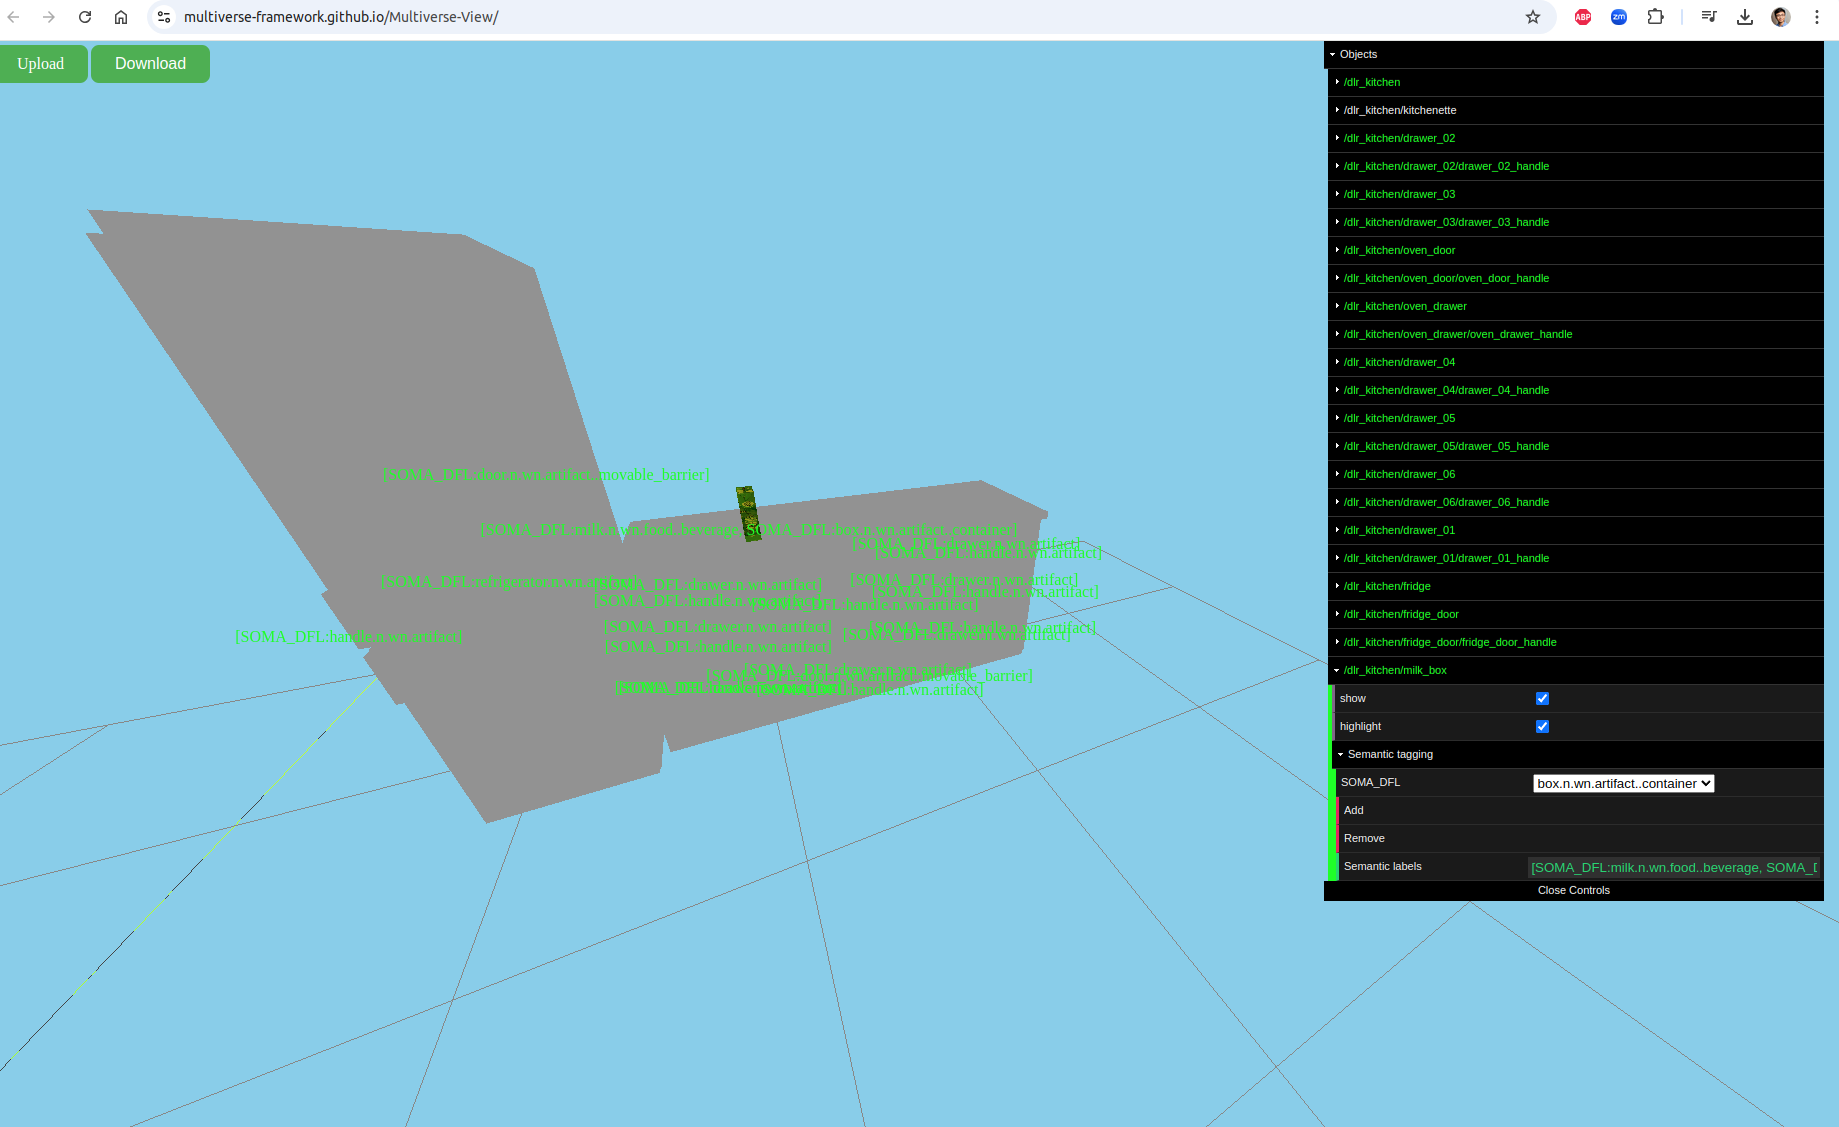 multiverse-framework.github.io/Multiverse-View/
ABP
zm
Upload
Download
Objects
/dlr_kitchen
/dlr_kitchen/kitchenette
/dlr_kitchen/drawer_02
/dlr_kitchen/drawer_02/drawer_02_handle
/dlr_kitchen/drawer_03
/dlr_kitchen/drawer_03/drawer_03_handle
/dlr_kitchen/oven_door
/dlr_kitchen/oven_door/oven_door_handle
/dlr_kitchen/oven_drawer
/dlr_kitchen/oven_drawer/oven_drawer_handle
/dlr_kitchen/drawer_04
/dlr_kitchen/drawer_04/drawer_04_handle
/dlr_kitchen/drawer_05
/dlr_kitchen/drawer_05/drawer_05_handle
/dlr_kitchen/drawer_06
/dlr_kitchen/drawer_06/drawer_06_handle
/dlr_kitchen/drawer_01
/dlr_kitchen/drawer_01/drawer_01_handle
/dlr_kitchen/fridge
/dlr_kitchen/fridge_door
/dlr_kitchen/fridge_door/fridge_door_handle
/dlr_kitchen/milk_box
show
highlight
Semantic tagging
SOMA_DFL box.n.wn.artifact..container
Add
Remove
Semantic labels [SOMA_DFL:milk.n.wn.food..beverage, SOMA_D
Close Controls
[SOMA_DFL:door.n.wn.artifact..movable_barrier]
[SOMA_DFL:milk.n.wn.food..beverage, SOMA_DFL:box.n.wn.artifact..container]
[SOMA_DFL:drawer.n.wn.artifact]
[SOMA_DFL:handle.n.wn.artifact]
[SOMA_DFL:refrigerator.n.wn.artifact]
[SOMA_DFL:drawer.n.wn.artifact]
[SOMA_DFL:drawer.n.wn.artifact]
[SOMA_DFL:handle.n.wn.artifact]
[SOMA_DFL:handle.n.wn.artifact]
[SOMA_DFL:handle.n.wn.artifact]
[SOMA_DFL:drawer.n.wn.artifact]
[SOMA_DFL:handle.n.wn.artifact]
[SOMA_DFL:drawer.n.wn.artifact]
[SOMA_DFL:handle.n.wn.artifact]
[SOMA_DFL:handle.n.wn.artifact]
[SOMA_DFL:drawer.n.wn.artifact]
[SOMA_DFL:door.n.wn.artifact..movable_barrier]
[SOMA_DFL:handle.n.wn.artifact]